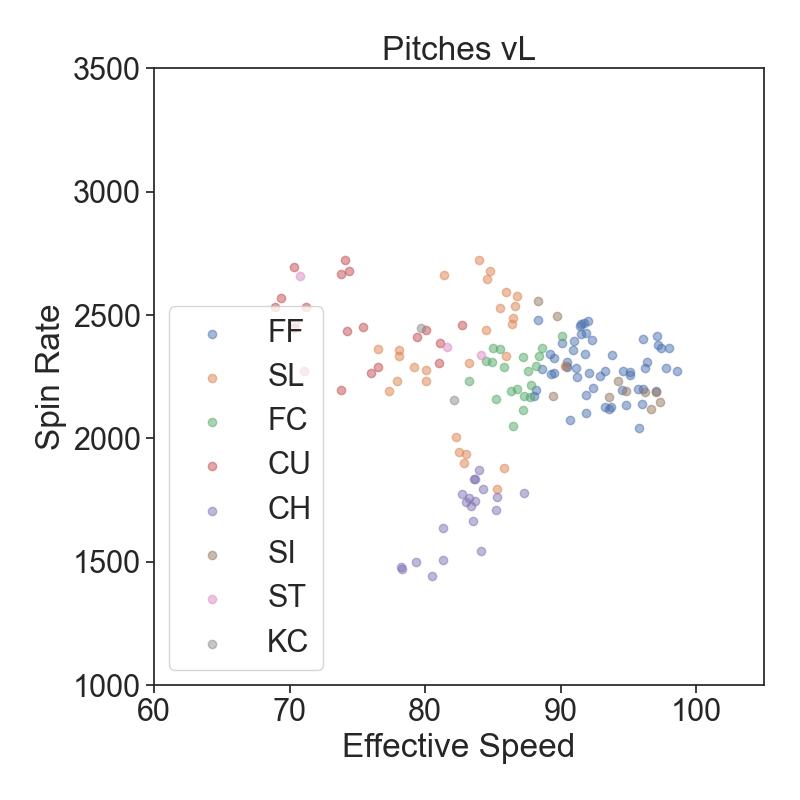 Pitches vL
3500
3000
2500
2000
1500
1000
Spin Rate
FF
SL
FC
CU
CH
SI
ST
KC
60 70 80 90 100
Effective Speed